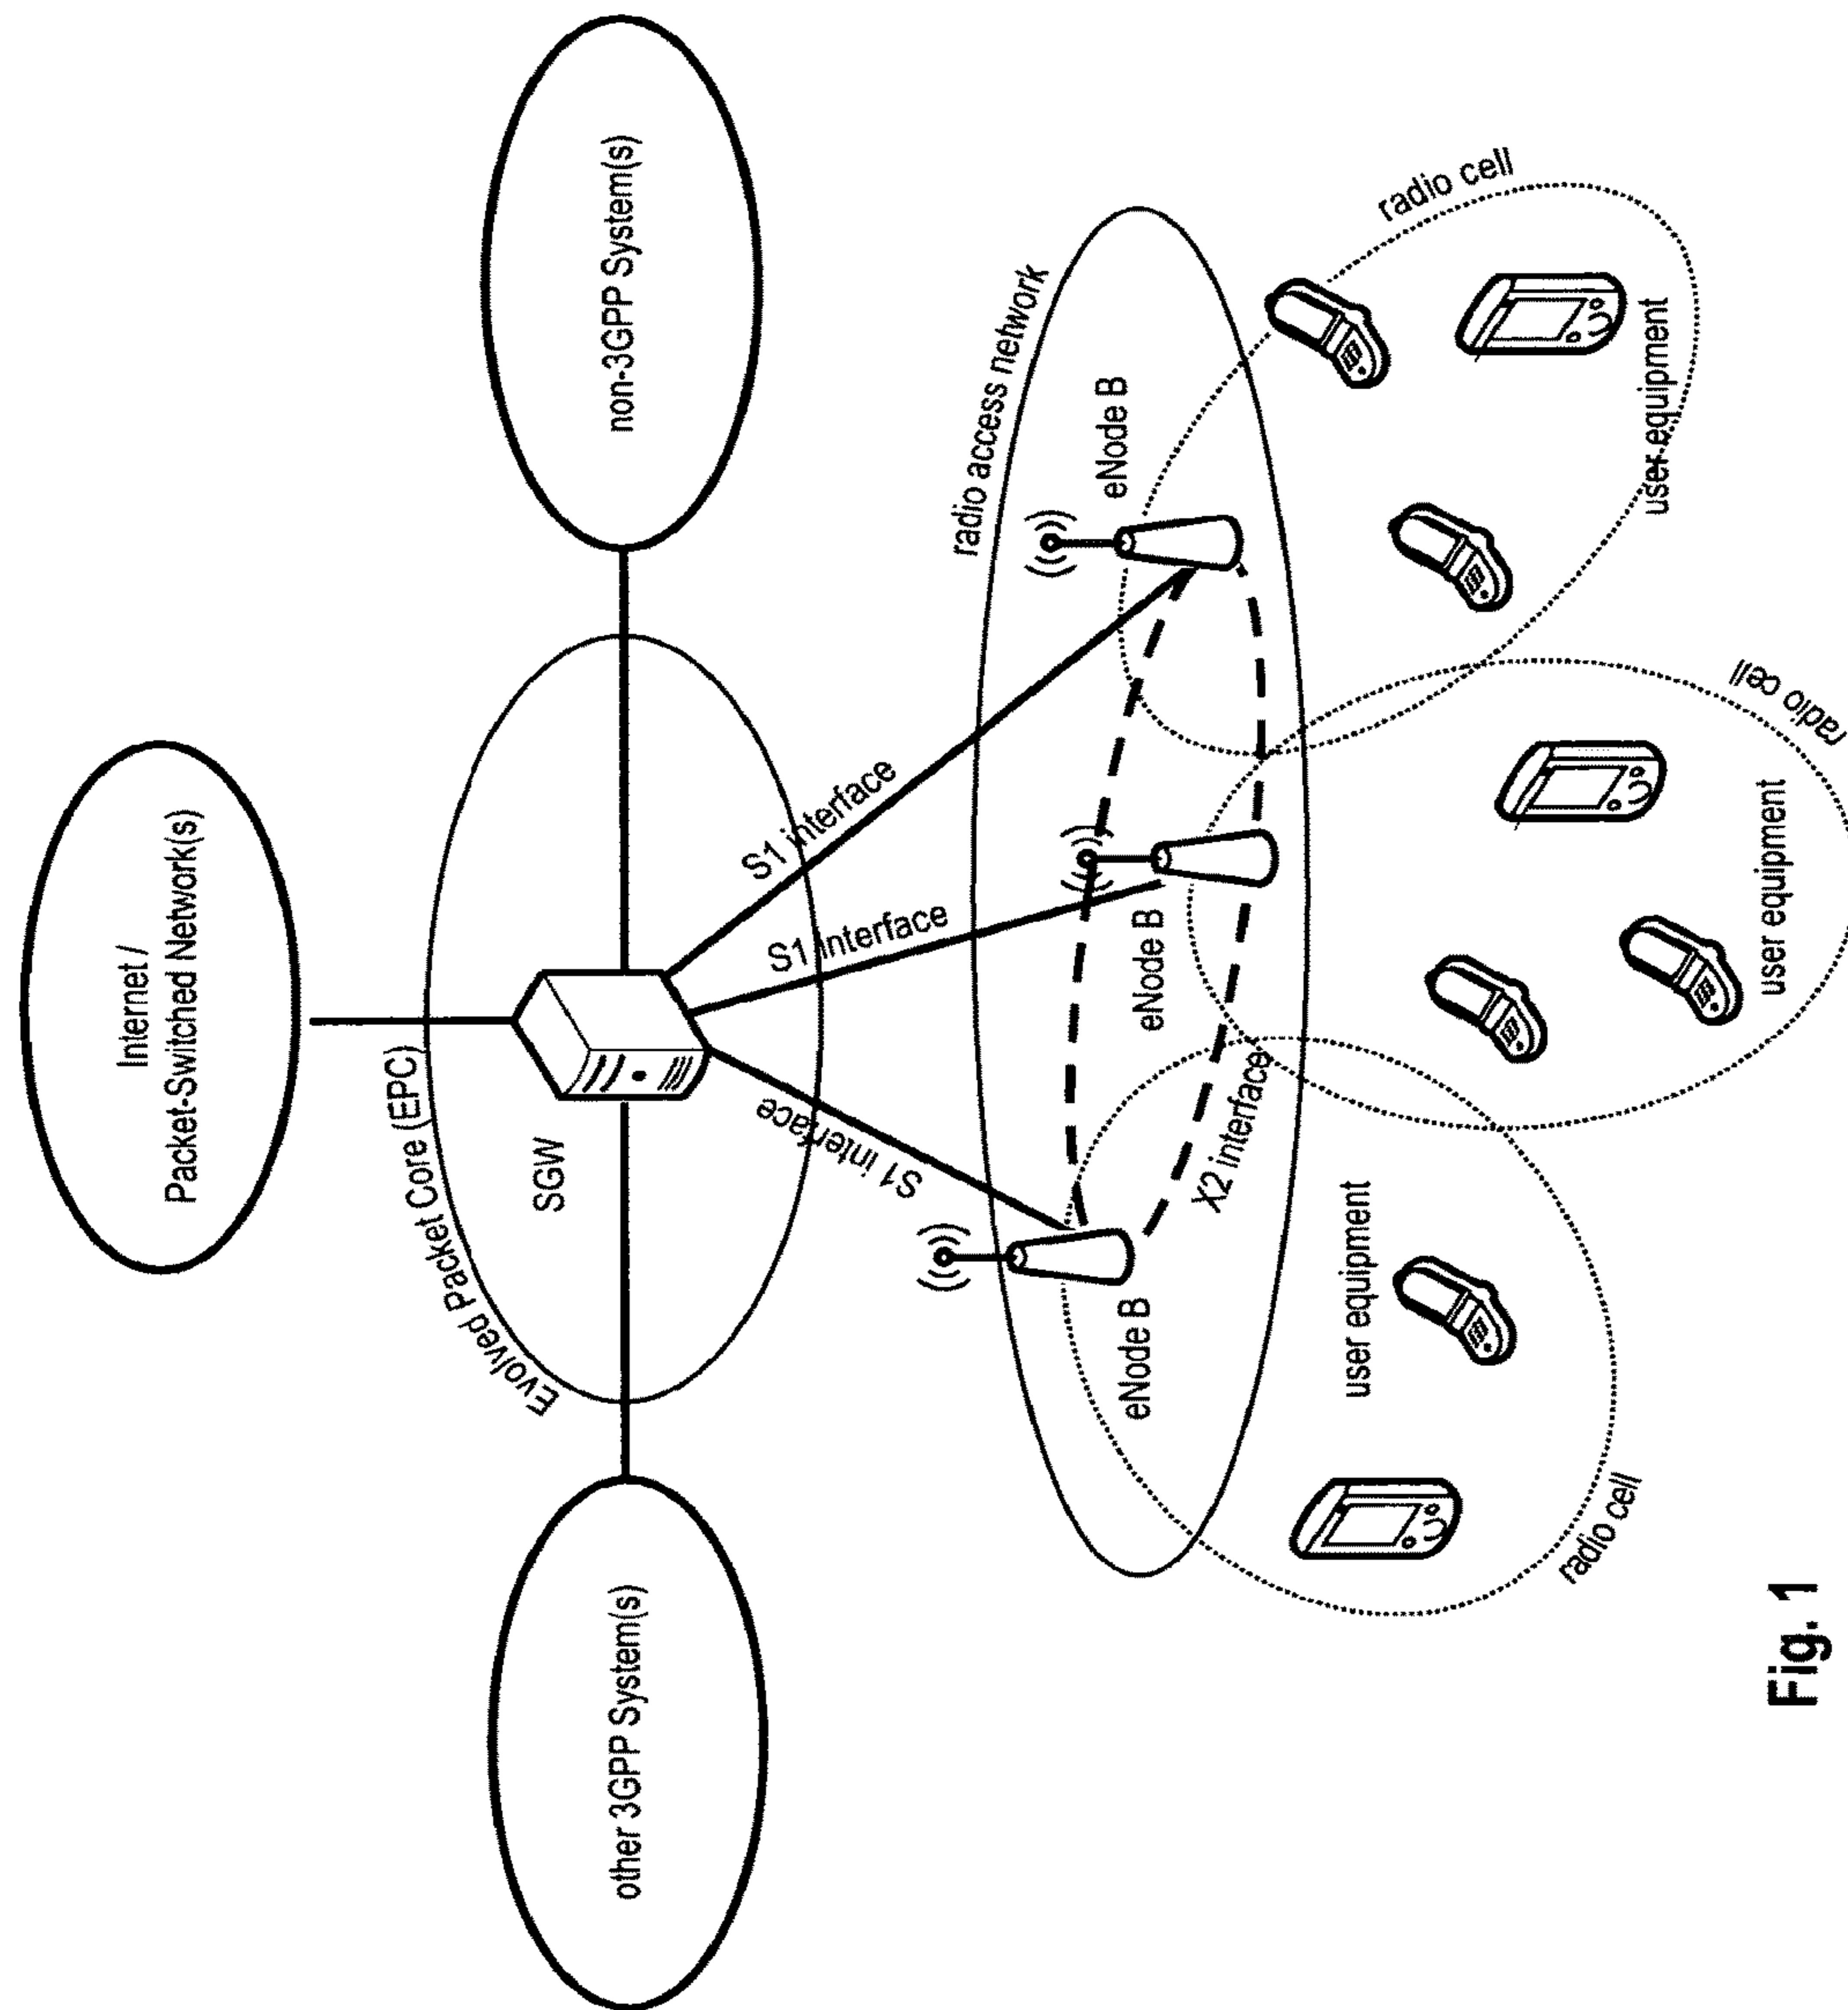 Internet /
Packet-Switched Network(s)
Evolved Packet Core (EPC)
SGW
other 3GPP System(s)
non-3GPP System(s)
S1 interface
S1 interface
S1 interface
radio access network
eNode B
eNode B
eNode B
X2 interface
user equipment
radio cell
user equipment
radio cell
user equipment
radio cell
Fig. 1